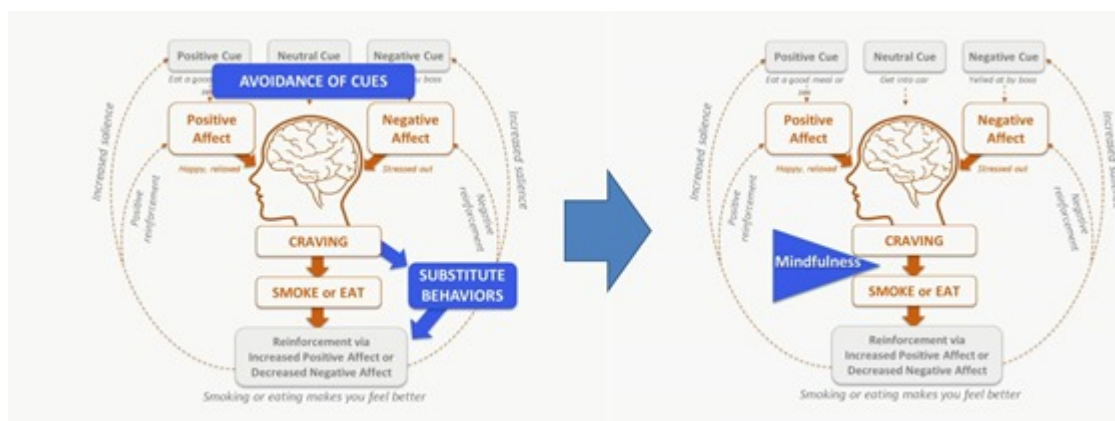 Positive Cue
Neutral Cue
Negative Cue
Eat a good
boss
AVOIDANCE OF CUES
Positive
Affect
Negative
Affect
Happy, relaxed
Stressed out
Increased salience
Positive
reinforcement
Negative
reinforcement
Increased salience
CRAVING
SMOKE or EAT
SUBSTITUTE
BEHAVIORS
Reinforcement via
Increased Positive Affect or
Decreased Negative Affect
Smoking or eating makes you feel better
Positive Cue
Neutral Cue
Negative Cue
Eat a good meal or
sex
Get into car
Yelled at by boss
Positive
Affect
Negative
Affect
Happy, relaxed
Stressed out
Increased salience
Positive
reinforcement
Negative
reinforcement
Increased salience
CRAVING
Mindfulness
SMOKE or EAT
Reinforcement via
Increased Positive Affect or
Decreased Negative Affect
Smoking or eating makes you feel better